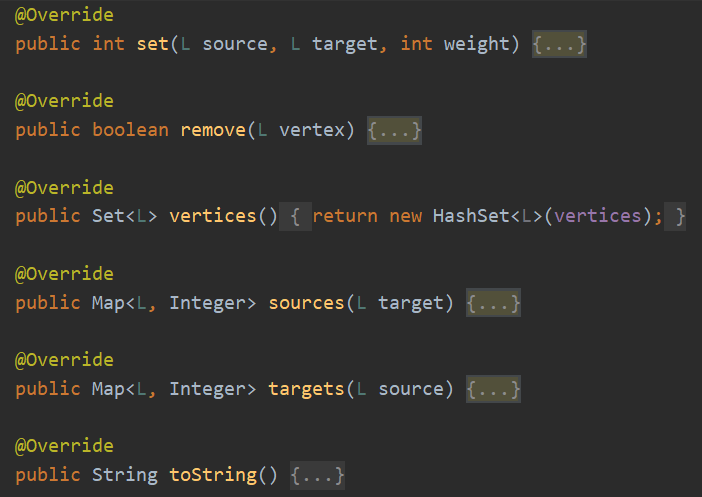 @Override
public int set(L source, L target, int weight) {...}
@Override
public boolean remove(L vertex) {...}
@Override
public Set<L> vertices() { return new HashSet<L>(vertices); }
@Override
public Map<L, Integer> sources(L target) {...}
@Override
public Map<L, Integer> targets(L source) {...}
@Override
public String toString() {...}